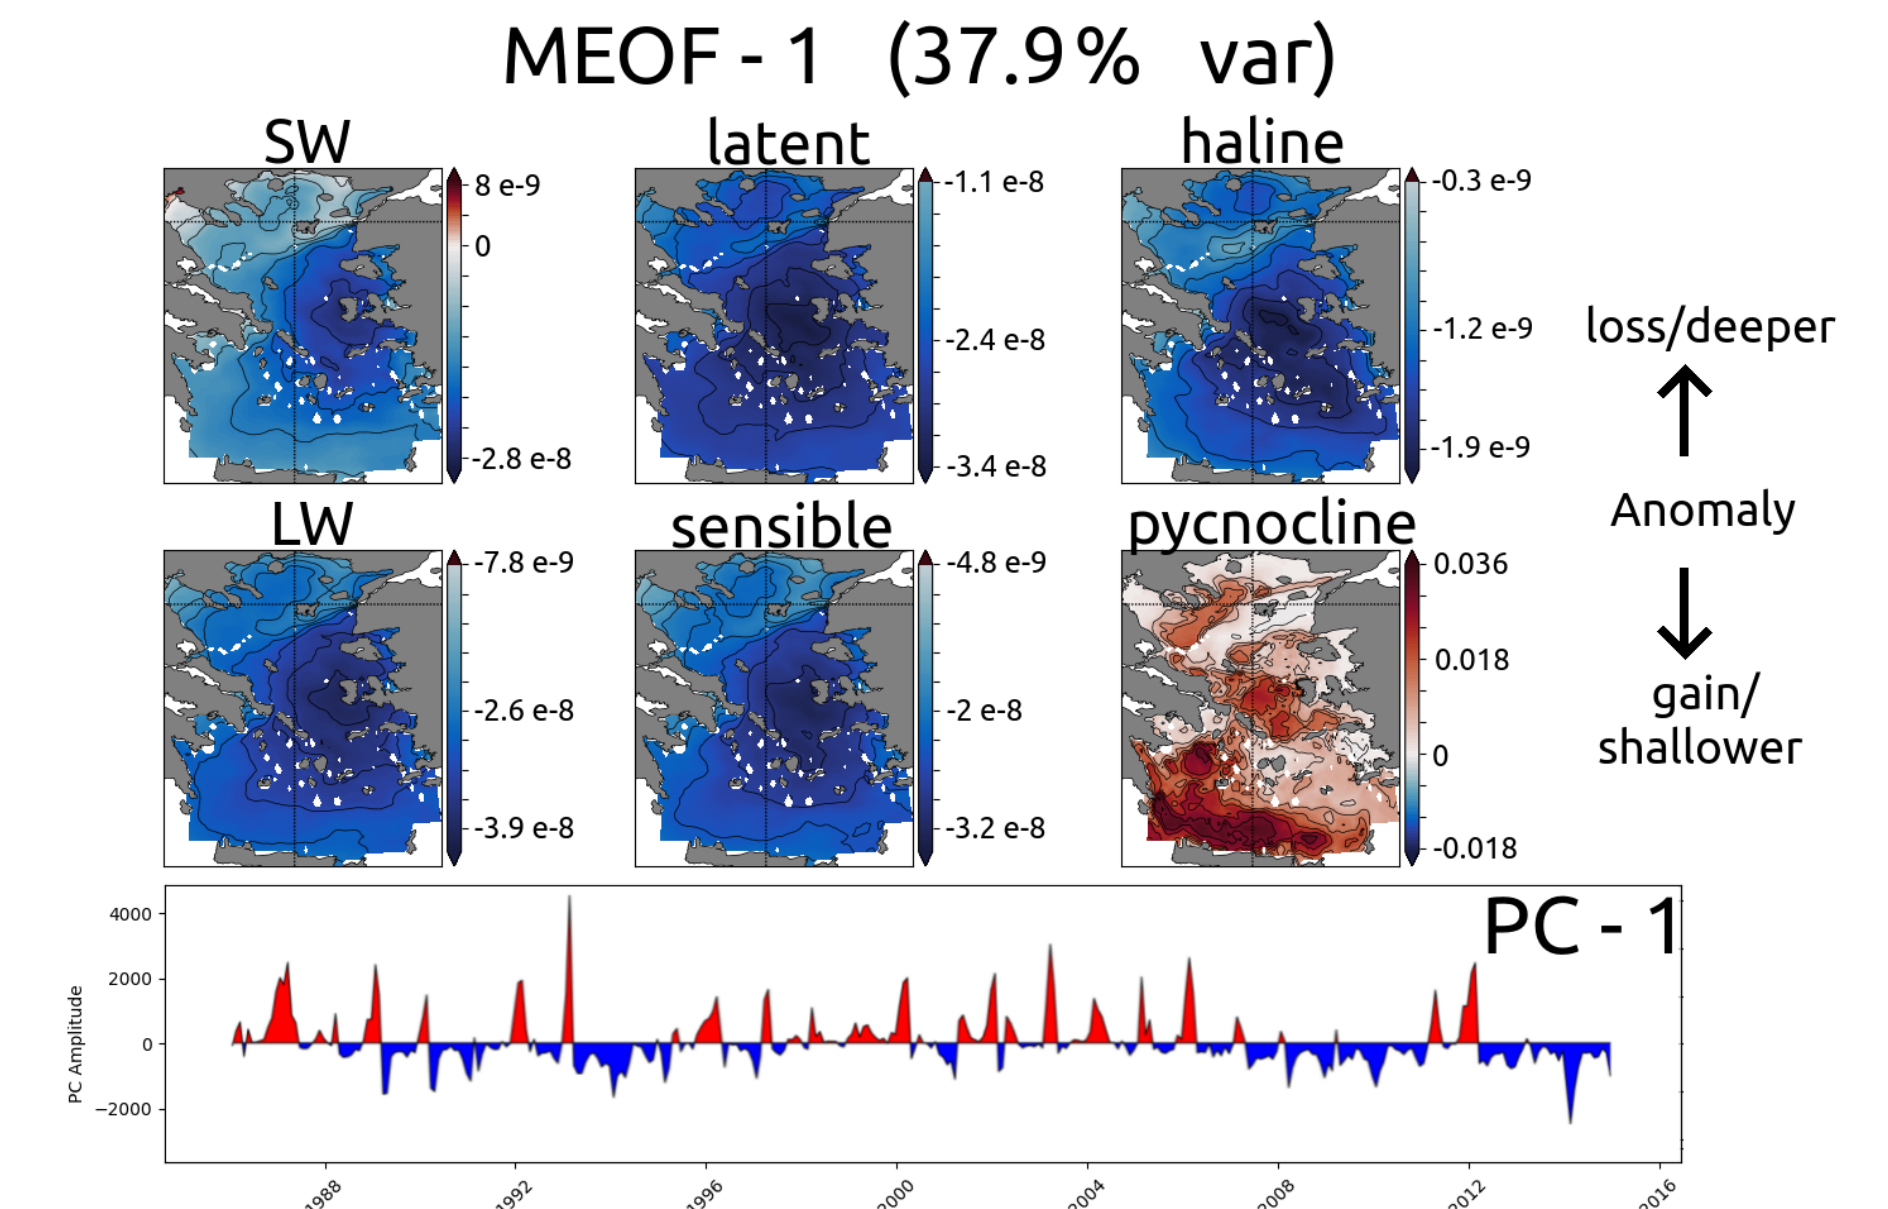 MEOF - 1 (37.9% var)
SW
latent
haline
8 e-9
0
-2.8 e-8
-1.1 e-8
-2.4 e-8
-3.4 e-8
-0.3 e-9
-1.2 e-9
-1.9 e-9
loss/deeper
Anomaly
gain/
shallower
LW
sensible
pycnocline
-7.8 e-9
-2.6 e-8
-3.9 e-8
-4.8 e-9
-2 e-8
-3.2 e-8
0.036
0.018
0
-0.018
PC - 1
PC Amplitude
4000
2000
0
−2000
1988
1992
1996
2000
2004
2008
2012
2016